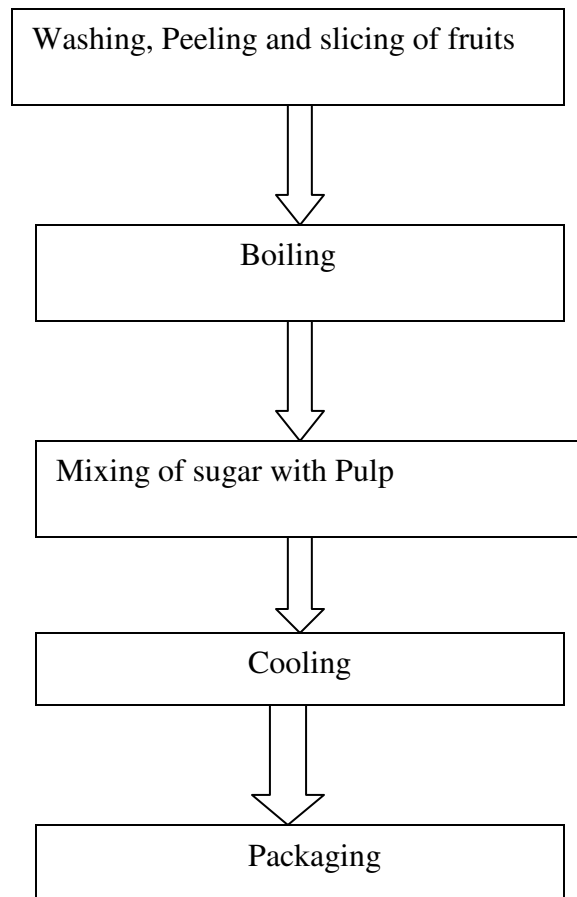 Washing, Peeling and slicing of fruits
Boiling
Mixing of sugar with Pulp
Cooling
Packaging